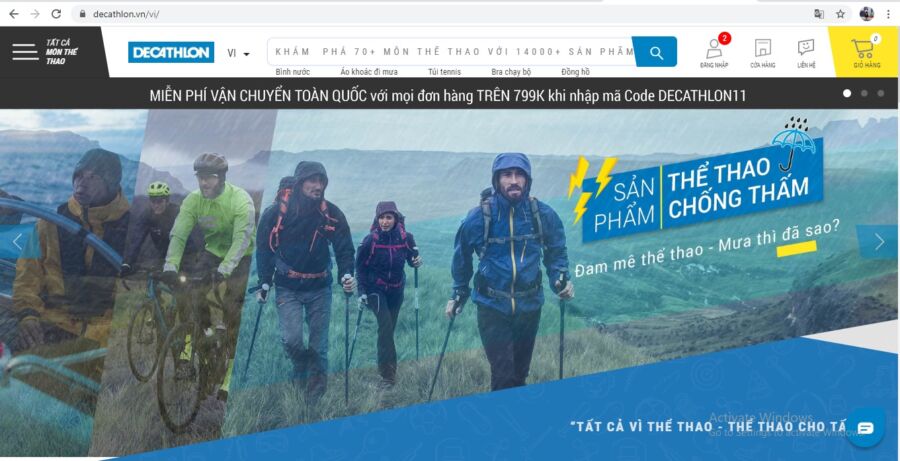 decathlon.vn/vi/
TẤT CẢ
MÔN THỂ
THAO
DECATHLON
VI
KHÁM PHÁ 70+ MÔN THỂ THAO VỚI 14000+ SẢN PHẨM
Bình nước Áo khoác đi mưa Túi tennis Bra chạy bộ Đồng hồ
2
ĐĂNG NHẬP
CỬA HÀNG
LIÊN HỆ
0
GIỎ HÀNG
MIỄN PHÍ VẬN CHUYỂN TOÀN QUỐC với mọi đơn hàng TRÊN 799K khi nhập mã Code DECATHLON11
SẢN
PHẨM
THỂ THAO
CHỐNG THẤM
Đam mê thể thao - Mưa thì đã sao?
Activate Windows
"TẤT CẢ VÌ THỂ THAO - THỂ THAO CHO TẤ
Go to Settings to activate Windows.